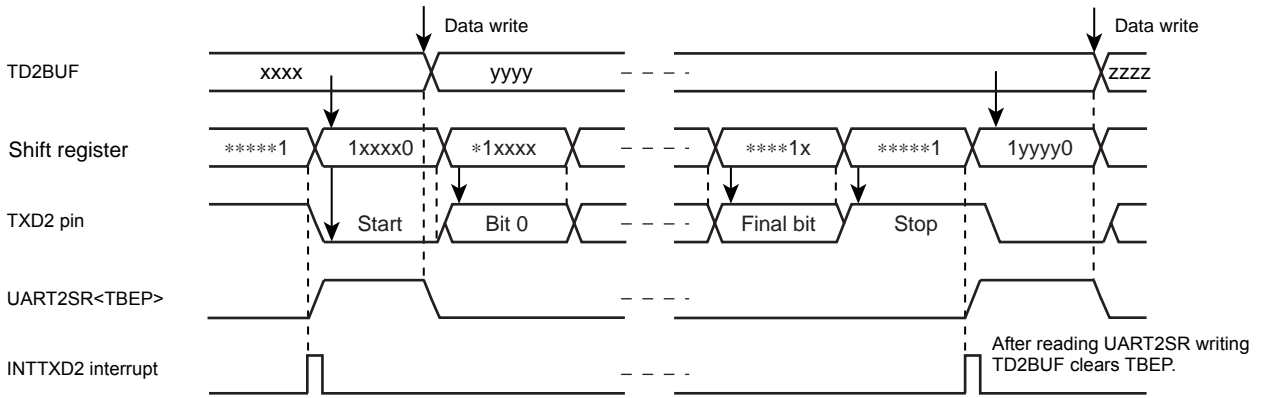 Data write
Data write
TD2BUF
xxxx
yyyy
zzzz
Shift register
*****1
1xxxx0
*1xxxx
****1x
*****1
1yyyy0
TXD2 pin
Start
Bit 0
Final bit
Stop
UART2SR<TBEP>
INTTXD2 interrupt
After reading UART2SR writing
TD2BUF clears TBEP.